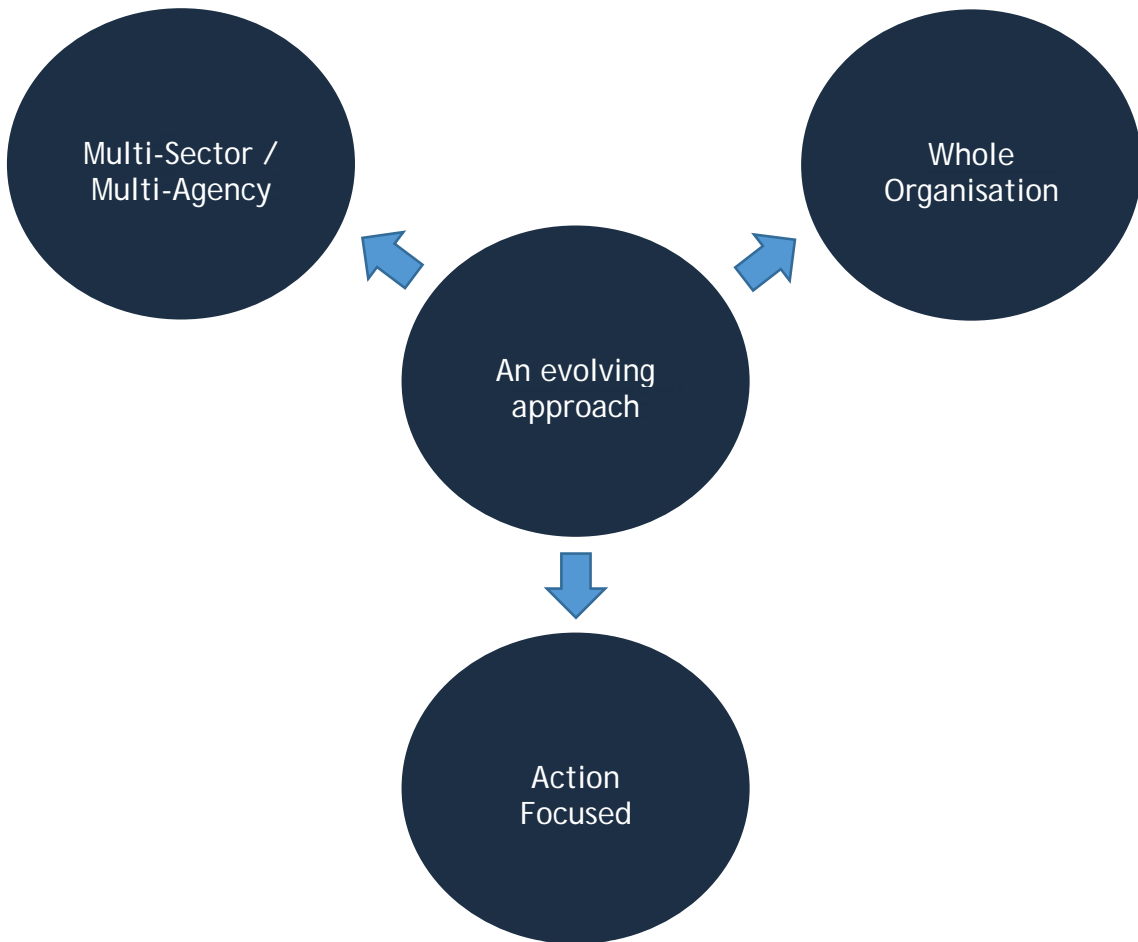 Multi-Sector /
Multi-Agency
Whole
Organisation
An evolving
approach
Action
Focused